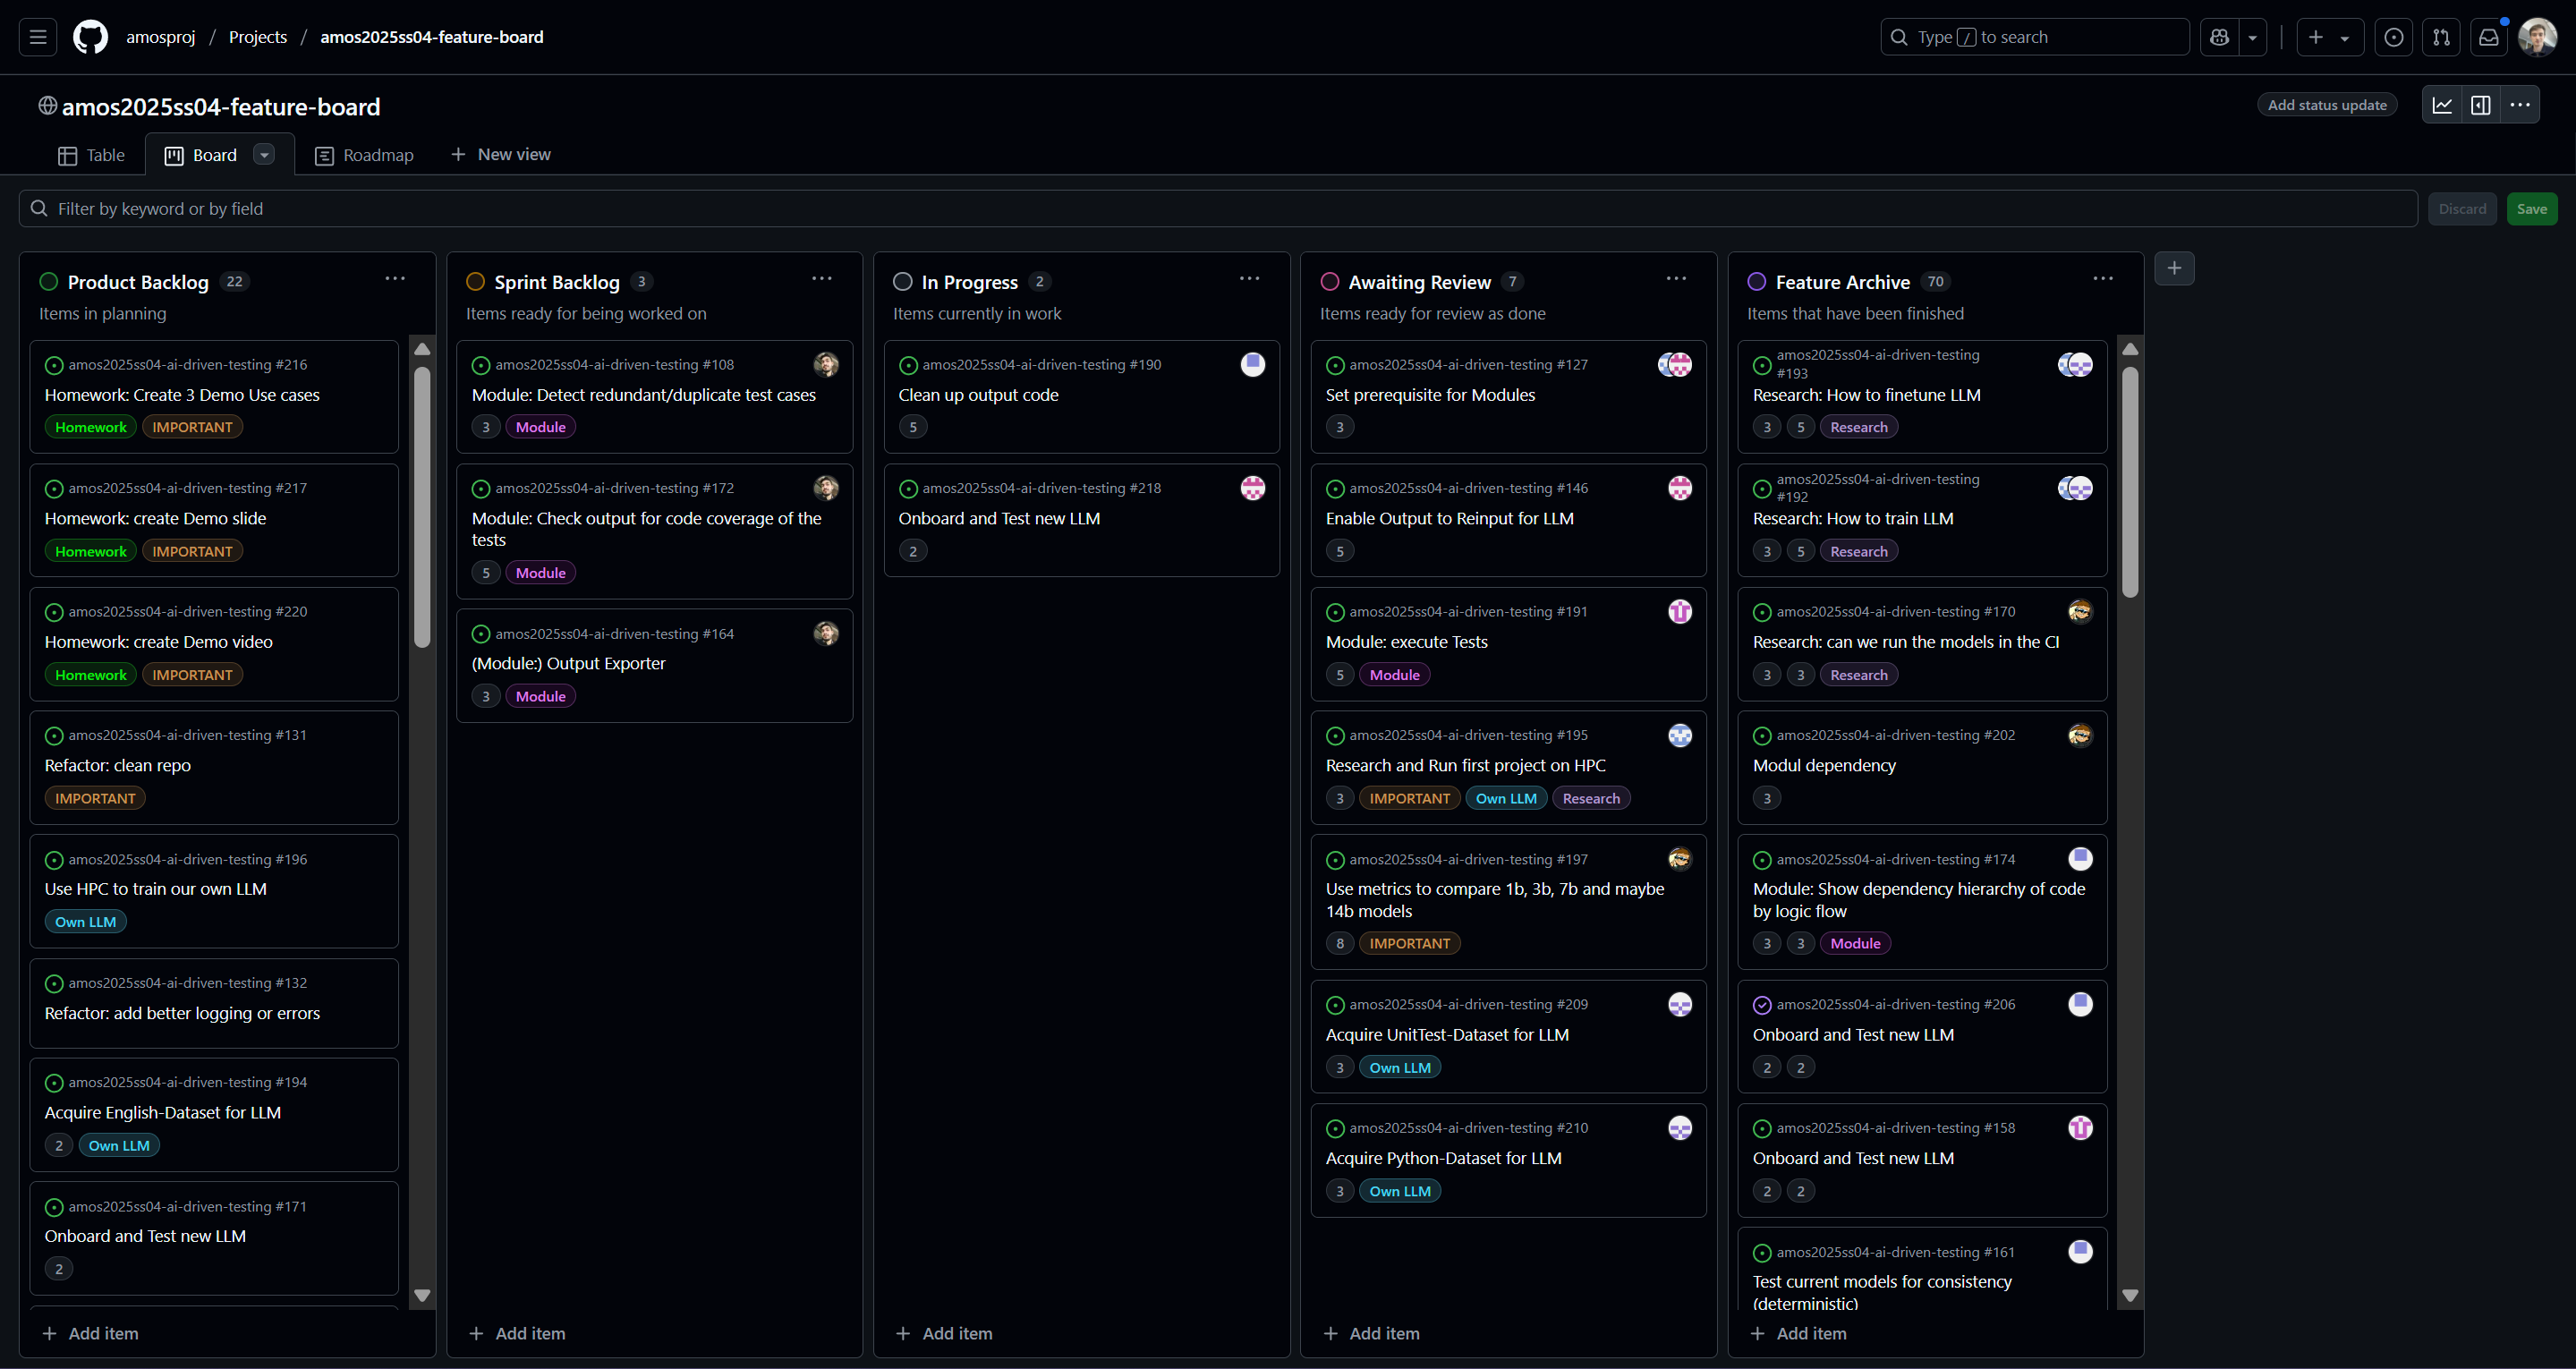 amosproj / Projects / amos2025ss04-feature-board
Type / to search
amos2025ss04-feature-board
Add status update
Table
Board
Roadmap
New view
Filter by keyword or by field
Discard
Save
Product Backlog 22
Items in planning
amos2025ss04-ai-driven-testing #216
Homework: Create 3 Demo Use cases
Homework IMPORTANT
amos2025ss04-ai-driven-testing #217
Homework: create Demo slide
Homework IMPORTANT
amos2025ss04-ai-driven-testing #220
Homework: create Demo video
Homework IMPORTANT
amos2025ss04-ai-driven-testing #131
Refactor: clean repo
IMPORTANT
amos2025ss04-ai-driven-testing #196
Use HPC to train our own LLM
Own LLM
amos2025ss04-ai-driven-testing #132
Refactor: add better logging or errors
amos2025ss04-ai-driven-testing #194
Acquire English-Dataset for LLM
2 Own LLM
amos2025ss04-ai-driven-testing #171
Onboard and Test new LLM
2
Add item
Sprint Backlog 3
Items ready for being worked on
amos2025ss04-ai-driven-testing #108
Module: Detect redundant/duplicate test cases
3 Module
amos2025ss04-ai-driven-testing #172
Module: Check output for code coverage of the
tests
5 Module
amos2025ss04-ai-driven-testing #164
(Module:) Output Exporter
3 Module
Add item
In Progress 2
Items currently in work
amos2025ss04-ai-driven-testing #190
Clean up output code
5
amos2025ss04-ai-driven-testing #218
Onboard and Test new LLM
2
Add item
Awaiting Review 7
Items ready for review as done
amos2025ss04-ai-driven-testing #127
Set prerequisite for Modules
3
amos2025ss04-ai-driven-testing #146
Enable Output to Reinput for LLM
5
amos2025ss04-ai-driven-testing #191
Module: execute Tests
5 Module
amos2025ss04-ai-driven-testing #195
Research and Run first project on HPC
3 IMPORTANT Own LLM Research
amos2025ss04-ai-driven-testing #197
Use metrics to compare 1b, 3b, 7b and maybe
14b models
8 IMPORTANT
amos2025ss04-ai-driven-testing #209
Acquire UnitTest-Dataset for LLM
3 Own LLM
amos2025ss04-ai-driven-testing #210
Acquire Python-Dataset for LLM
3 Own LLM
Add item
Feature Archive 70
Items that have been finished
amos2025ss04-ai-driven-testing
#193
Research: How to finetune LLM
3 5 Research
amos2025ss04-ai-driven-testing
#192
Research: How to train LLM
3 5 Research
amos2025ss04-ai-driven-testing #170
Research: can we run the models in the CI
3 3 Research
amos2025ss04-ai-driven-testing #202
Modul dependency
3
amos2025ss04-ai-driven-testing #174
Module: Show dependency hierarchy of code
by logic flow
3 3 Module
amos2025ss04-ai-driven-testing #206
Onboard and Test new LLM
2 2
amos2025ss04-ai-driven-testing #158
Onboard and Test new LLM
2 2
amos2025ss04-ai-driven-testing #161
Test current models for consistency
(deterministic)
Add item